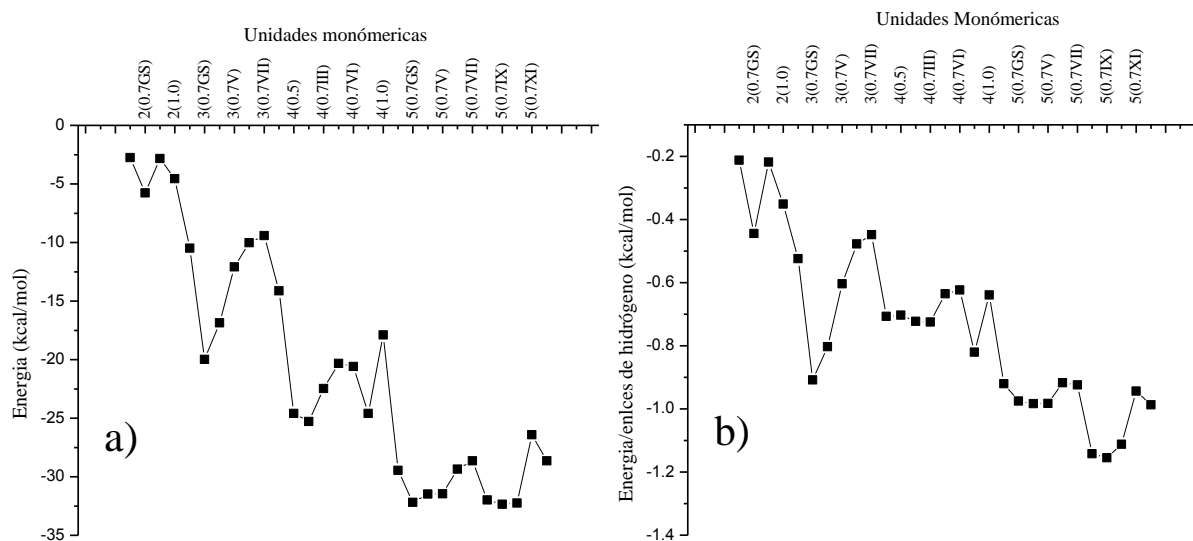 Unidades monómericas
2(0.7GS)
2(1.0)
3(0.7GS)
3(0.7V)
3(0.7VII)
4(0.5)
4(0.7III)
4(0.7VI)
4(1.0)
5(0.7GS)
5(0.7V)
5(0.7VII)
5(0.7IX)
5(0.7XI)
0
-5
-10
-15
-20
-25
-30
-35
Energia (kcal/mol)
a)
Unidades Monómericas
2(0.7GS)
2(1.0)
3(0.7GS)
3(0.7V)
3(0.7VII)
4(0.5)
4(0.7III)
4(0.7VI)
4(1.0)
5(0.7GS)
5(0.7V)
5(0.7VII)
5(0.7IX)
5(0.7XI)
-0.2
-0.4
-0.6
-0.8
-1.0
-1.2
-1.4
Energia/enlces de hidrógeno (kcal/mol)
b)